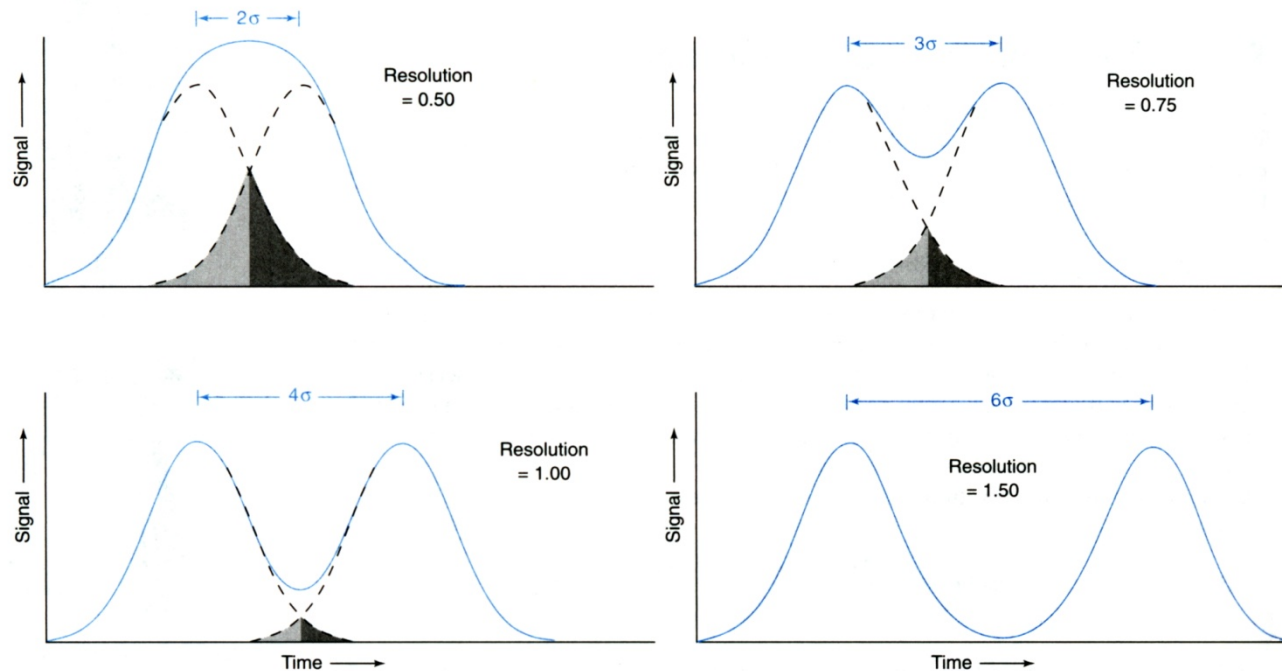 2σ
Signal
Resolution
= 0.50
3σ
Signal
Resolution
= 0.75
4σ
Signal
Resolution
= 1.00
Time
6σ
Signal
Resolution
= 1.50
Time